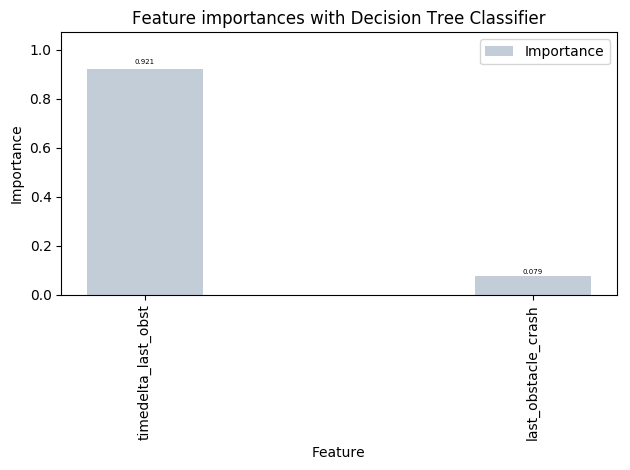 Feature importances with Decision Tree Classifier
Importance
1.0
0.8
0.6
0.4
0.2
0.0
Importance
0.921
0.079
timedelta_last_obst
last_obstacle_crash
Feature